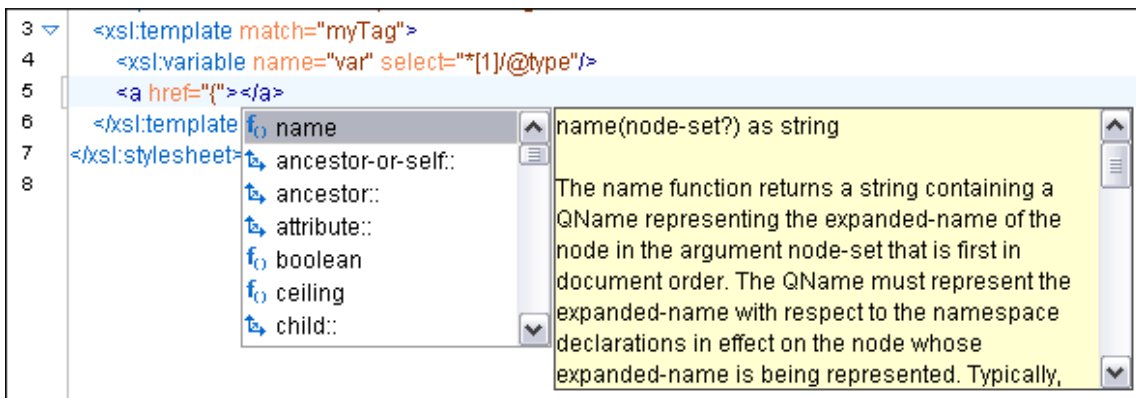 3 <xsl:template match="myTag">
4 <xsl:variable name="var" select="*[1]/@type"/>
5 <a href="{"></a>
6 </xsl:template
7 </xsl:stylesheet>
8
f() name
ancestor-or-self::
ancestor::
attribute::
f() boolean
f() ceiling
child::
name(node-set?) as string
The name function returns a string containing a
QName representing the expanded-name of the
node in the argument node-set that is first in
document order. The QName must represent the
expanded-name with respect to the namespace
declarations in effect on the node whose
expanded-name is being represented. Typically,